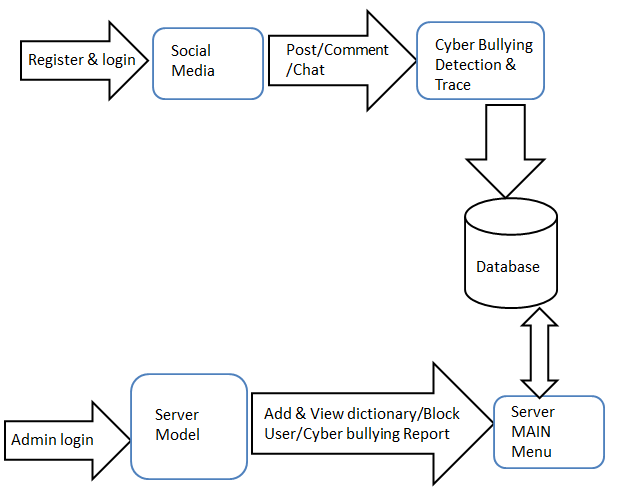 Register & login
Social
Media
Post/Comment
/Chat
Cyber Bullying
Detection &
Trace
Database
Admin login
Server
Model
Add & View dictionary/Block
User/Cyber bullying Report
Server
MAIN
Menu